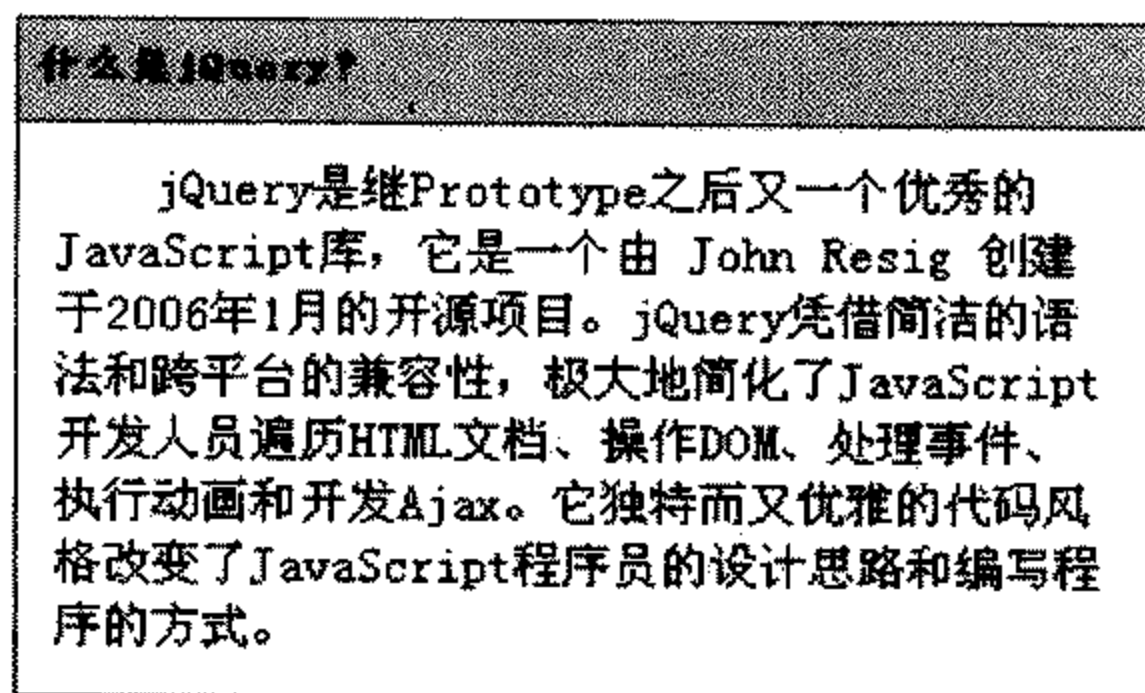 什么是jQuery?
jQuery是继Prototype之后又一个优秀的
JavaScript库，它是一个由 John Resig 创建
于2006年1月的开源项目。jQuery凭借简洁的语
法和跨平台的兼容性，极大地简化了JavaScript
开发人员遍历HTML文档、操作DOM、处理事件、
执行动画和开发Ajax。它独特而又优雅的代码风
格改变了JavaScript程序员的设计思路和编写程
序的方式。